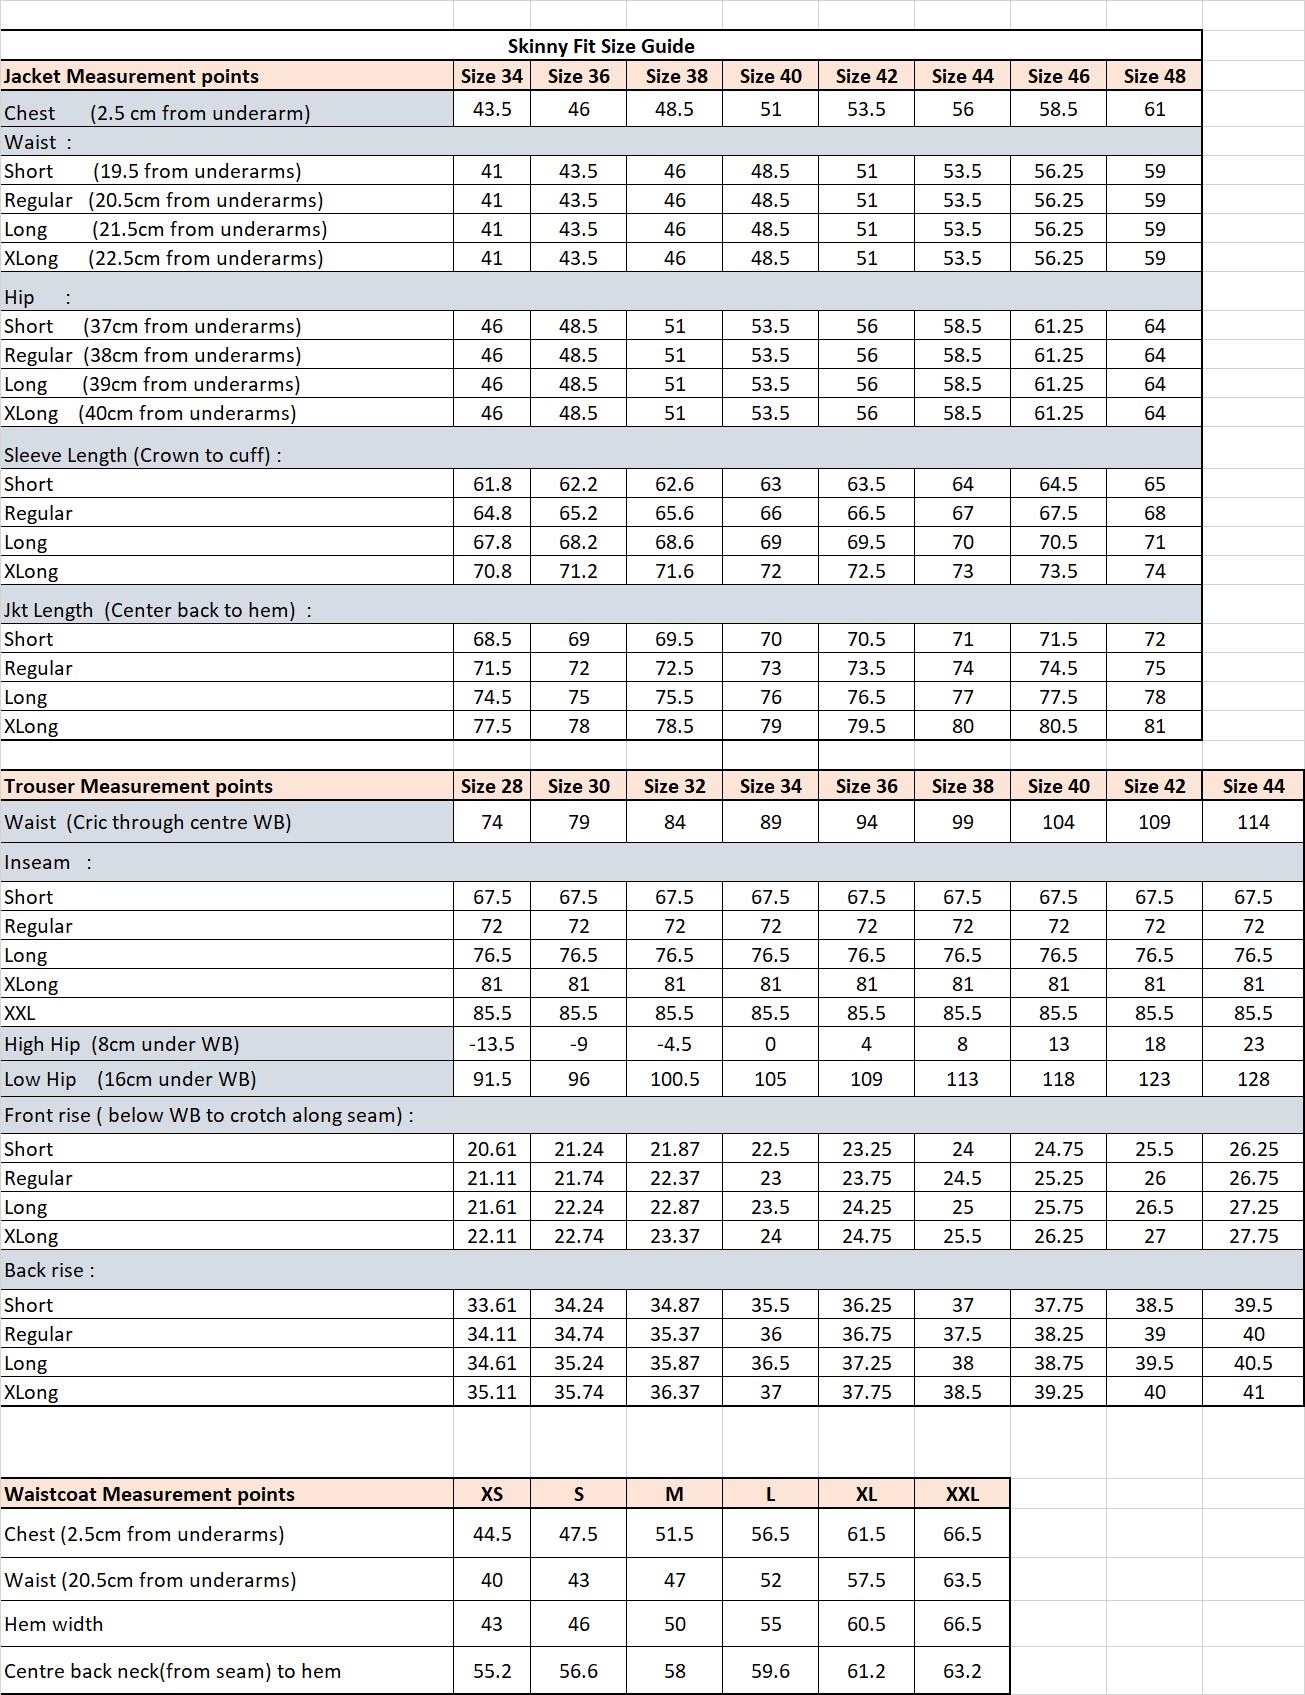 Skinny Fit Size Guide
Jacket Measurement points Size 34 Size 36 Size 38 Size 40 Size 42 Size 44 Size 46 Size 48
Chest (2.5 cm from underarm) 43.5 46 48.5 51 53.5 56 58.5 61
Waist :
Short (19.5 from underarms) 41 43.5 46 48.5 51 53.5 56.25 59
Regular (20.5cm from underarms) 41 43.5 46 48.5 51 53.5 56.25 59
Long (21.5cm from underarms) 41 43.5 46 48.5 51 53.5 56.25 59
XLong (22.5cm from underarms) 41 43.5 46 48.5 51 53.5 56.25 59
Hip :
Short (37cm from underarms) 46 48.5 51 53.5 56 58.5 61.25 64
Regular (38cm from underarms) 46 48.5 51 53.5 56 58.5 61.25 64
Long (39cm from underarms) 46 48.5 51 53.5 56 58.5 61.25 64
XLong (40cm from underarms) 46 48.5 51 53.5 56 58.5 61.25 64
Sleeve Length (Crown to cuff) :
Short 61.8 62.2 62.6 63 63.5 64 64.5 65
Regular 64.8 65.2 65.6 66 66.5 67 67.5 68
Long 67.8 68.2 68.6 69 69.5 70 70.5 71
XLong 70.8 71.2 71.6 72 72.5 73 73.5 74
Jkt Length (Center back to hem) :
Short 68.5 69 69.5 70 70.5 71 71.5 72
Regular 71.5 72 72.5 73 73.5 74 74.5 75
Long 74.5 75 75.5 76 76.5 77 77.5 78
XLong 77.5 78 78.5 79 79.5 80 80.5 81
Trouser Measurement points Size 28 Size 30 Size 32 Size 34 Size 36 Size 38 Size 40 Size 42 Size 44
Waist (Cric through centre WB) 74 79 84 89 94 99 104 109 114
Inseam :
Short 67.5 67.5 67.5 67.5 67.5 67.5 67.5 67.5 67.5
Regular 72 72 72 72 72 72 72 72 72
Long 76.5 76.5 76.5 76.5 76.5 76.5 76.5 76.5 76.5
XLong 81 81 81 81 81 81 81 81 81
XXL 85.5 85.5 85.5 85.5 85.5 85.5 85.5 85.5 85.5
High Hip (8cm under WB) -13.5 -9 -4.5 0 4 8 13 18 23
Low Hip (16cm under WB) 91.5 96 100.5 105 109 113 118 123 128
Front rise ( below WB to crotch along seam) :
Short 20.61 21.24 21.87 22.5 23.25 24 24.75 25.5 26.25
Regular 21.11 21.74 22.37 23 23.75 24.5 25.25 26 26.75
Long 21.61 22.24 22.87 23.5 24.25 25 25.75 26.5 27.25
XLong 22.11 22.74 23.37 24 24.75 25.5 26.25 27 27.75
Back rise :
Short 33.61 34.24 34.87 35.5 36.25 37 37.75 38.5 39.5
Regular 34.11 34.74 35.37 36 36.75 37.5 38.25 39 40
Long 34.61 35.24 35.87 36.5 37.25 38 38.75 39.5 40.5
XLong 35.11 35.74 36.37 37 37.75 38.5 39.25 40 41
Waistcoat Measurement points XS S M L XL XXL
Chest (2.5cm from underarms) 44.5 47.5 51.5 56.5 61.5 66.5
Waist (20.5cm from underarms) 40 43 47 52 57.5 63.5
Hem width 43 46 50 55 60.5 66.5
Centre back neck(from seam) to hem 55.2 56.6 58 59.6 61.2 63.2